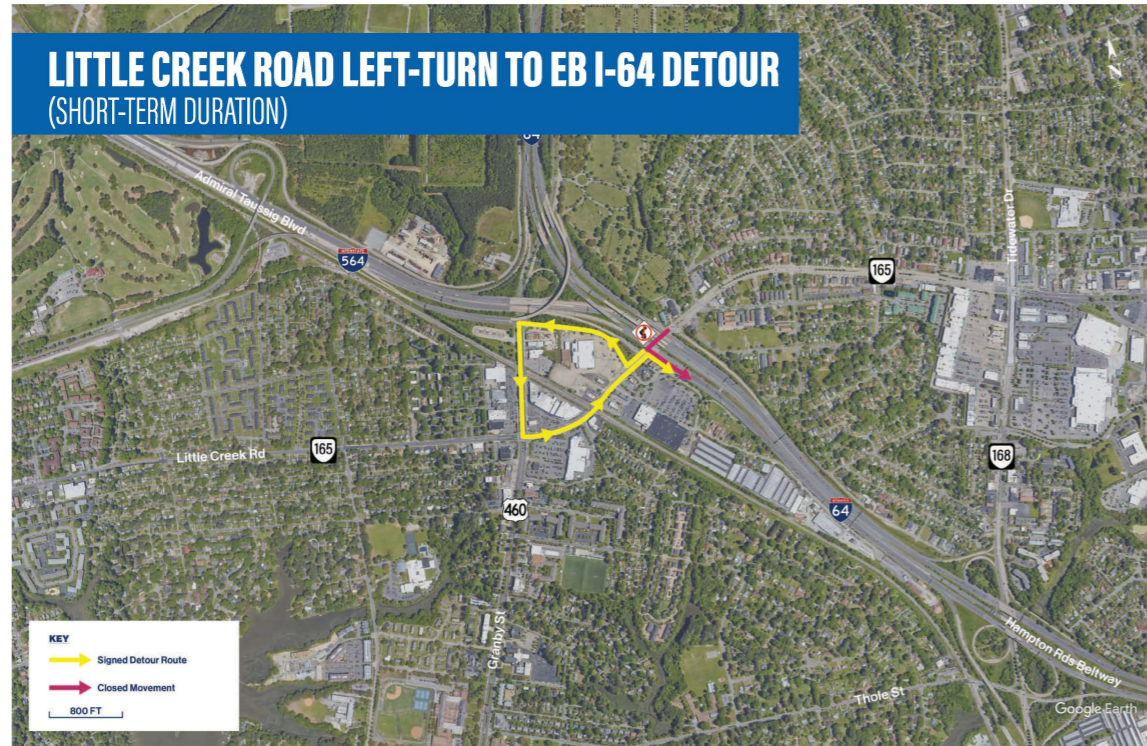 LITTLE CREEK ROAD LEFT-TURN TO EB I-64 DETOUR
(SHORT-TERM DURATION)
N
64
Admiral Taussig Blvd
INTERSTATE
564
Tidewater Dr
165
Little Creek Rd
165
168
460
INTERSTATE
64
Granby St
Hampton Rds Beltway
Thole St
KEY
Signed Detour Route
Closed Movement
800 FT
Google Earth